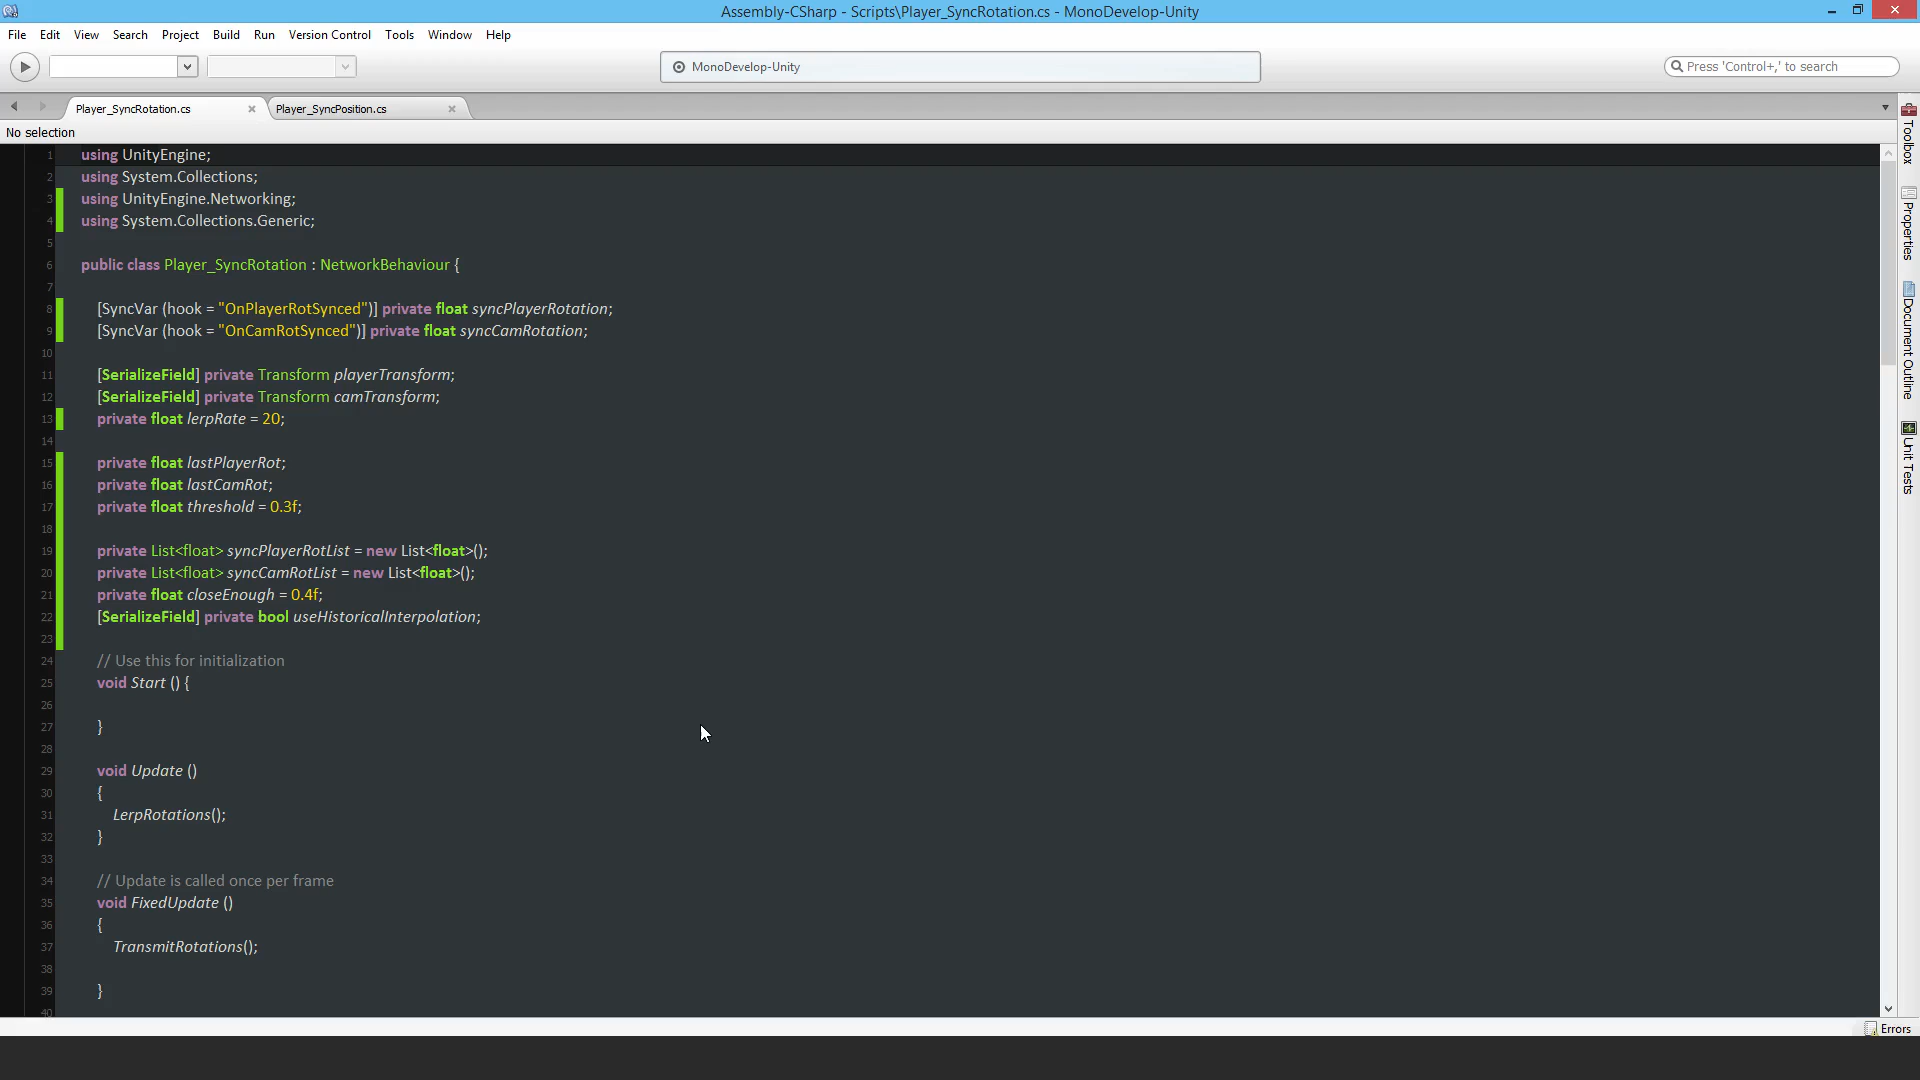 Assembly-CSharp - Scripts\Player_SyncRotation.cs - MonoDevelop-Unity
File Edit View Search Project Build Run Version Control Tools Window Help
MonoDevelop-Unity
Press 'Control+,' to search
Player_SyncRotation.cs
Player_SyncPosition.cs
No selection
1 using UnityEngine;
2 using System.Collections;
3 using UnityEngine.Networking;
4 using System.Collections.Generic;
5
6 public class Player_SyncRotation : NetworkBehaviour {
7
8 [SyncVar (hook = "OnPlayerRotSynced")] private float syncPlayerRotation;
9 [SyncVar (hook = "OnCamRotSynced")] private float syncCamRotation;
10
11 [SerializeField] private Transform playerTransform;
12 [SerializeField] private Transform camTransform;
13 private float lerpRate = 20;
14
15 private float lastPlayerRot;
16 private float lastCamRot;
17 private float threshold = 0.3f;
18
19 private List<float> syncPlayerRotList = new List<float>();
20 private List<float> syncCamRotList = new List<float>();
21 private float closeEnough = 0.4f;
22 [SerializeField] private bool useHistoricalInterpolation;
23
24 // Use this for initialization
25 void Start () {
26
27 }
28
29 void Update ()
30 {
31 LerpRotations();
32 }
33
34 // Update is called once per frame
35 void FixedUpdate ()
36 {
37 TransmitRotations();
38
39 }
40
Toolbox
Properties
Document Outline
Unit Tests
Errors